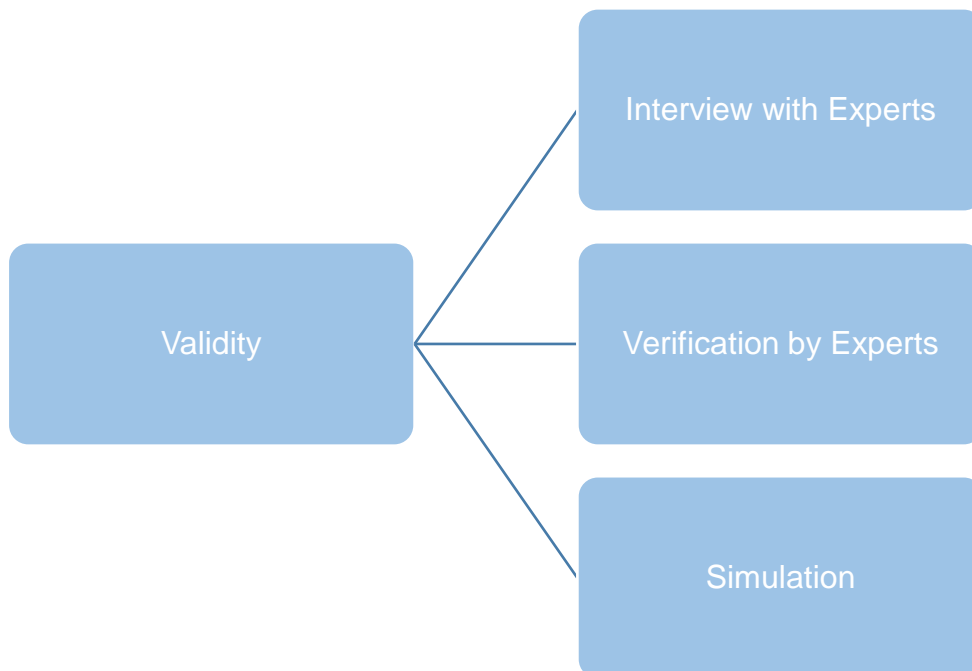 Interview with Experts
Validity
Verification by Experts
Simulation